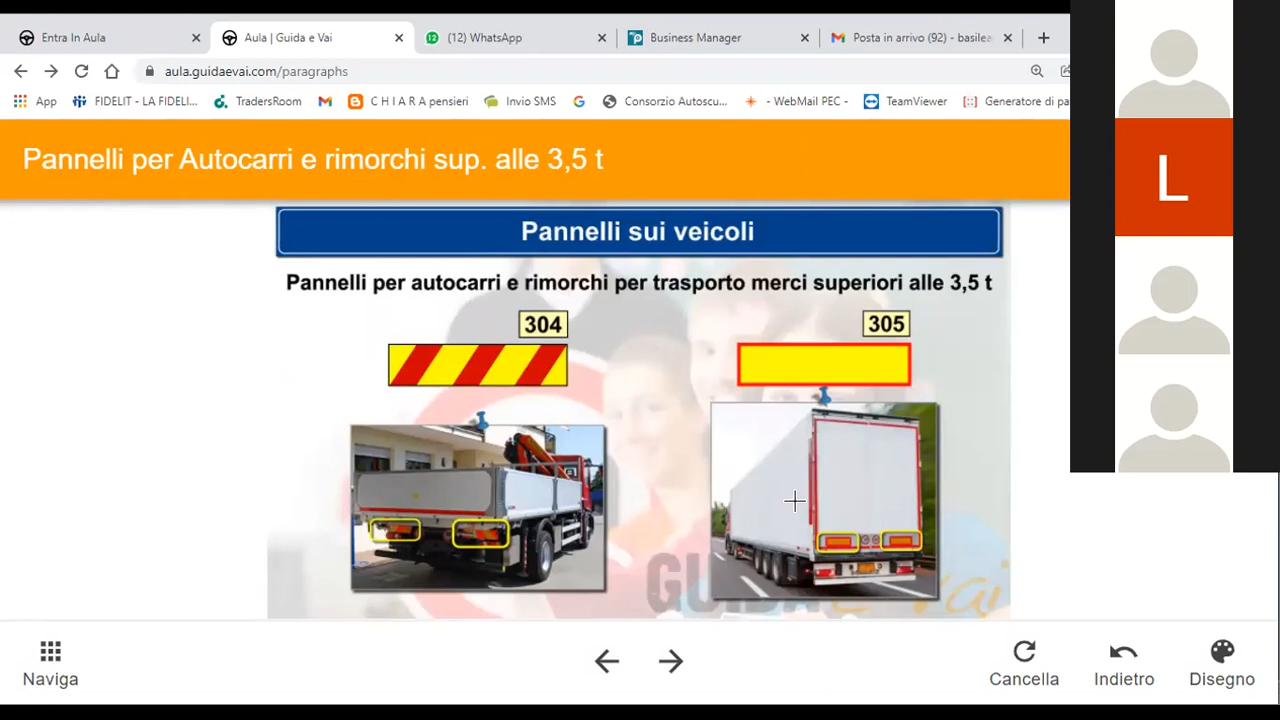 Entra In Aula
Aula | Guida e Vai
(12) WhatsApp
Business Manager
Posta in arrivo (92) - basilea
aula.guidaevai.com/paragraphs
App
FIDELIT - LA FIDELI...
TradersRoom
C H I A R A pensieri
Invio SMS
Consorzio Autoscu...
- WebMail PEC -
TeamViewer
Generatore di pa
Pannelli per Autocarri e rimorchi sup. alle 3,5 t
Pannelli sui veicoli
Pannelli per autocarri e rimorchi per trasporto merci superiori alle 3,5 t
304
305
GUIDA e Vai
L
Naviga
Cancella
Indietro
Disegno